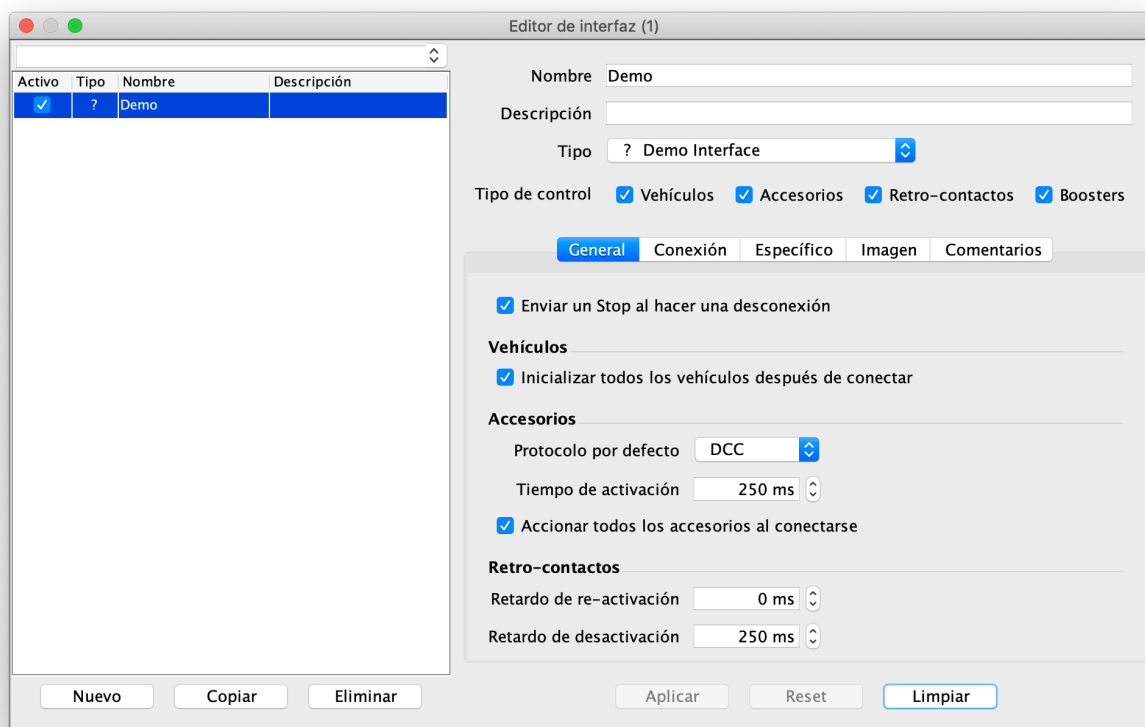 Editor de interfaz (1)
Activo Tipo Nombre Descripción
? Demo
Nombre Demo
Descripción
Tipo ? Demo Interface
Tipo de control Vehículos Accesorios Retro-contactos Boosters
General Conexión Específico Imagen Comentarios
Enviar un Stop al hacer una desconexión
Vehículos
Inicializar todos los vehículos después de conectar
Accesorios
Protocolo por defecto DCC
Tiempo de activación 250 ms
Accionar todos los accesorios al conectarse
Retro-contactos
Retardo de re-activación 0 ms
Retardo de desactivación 250 ms
Nuevo Copiar Eliminar Aplicar Reset Limpiar